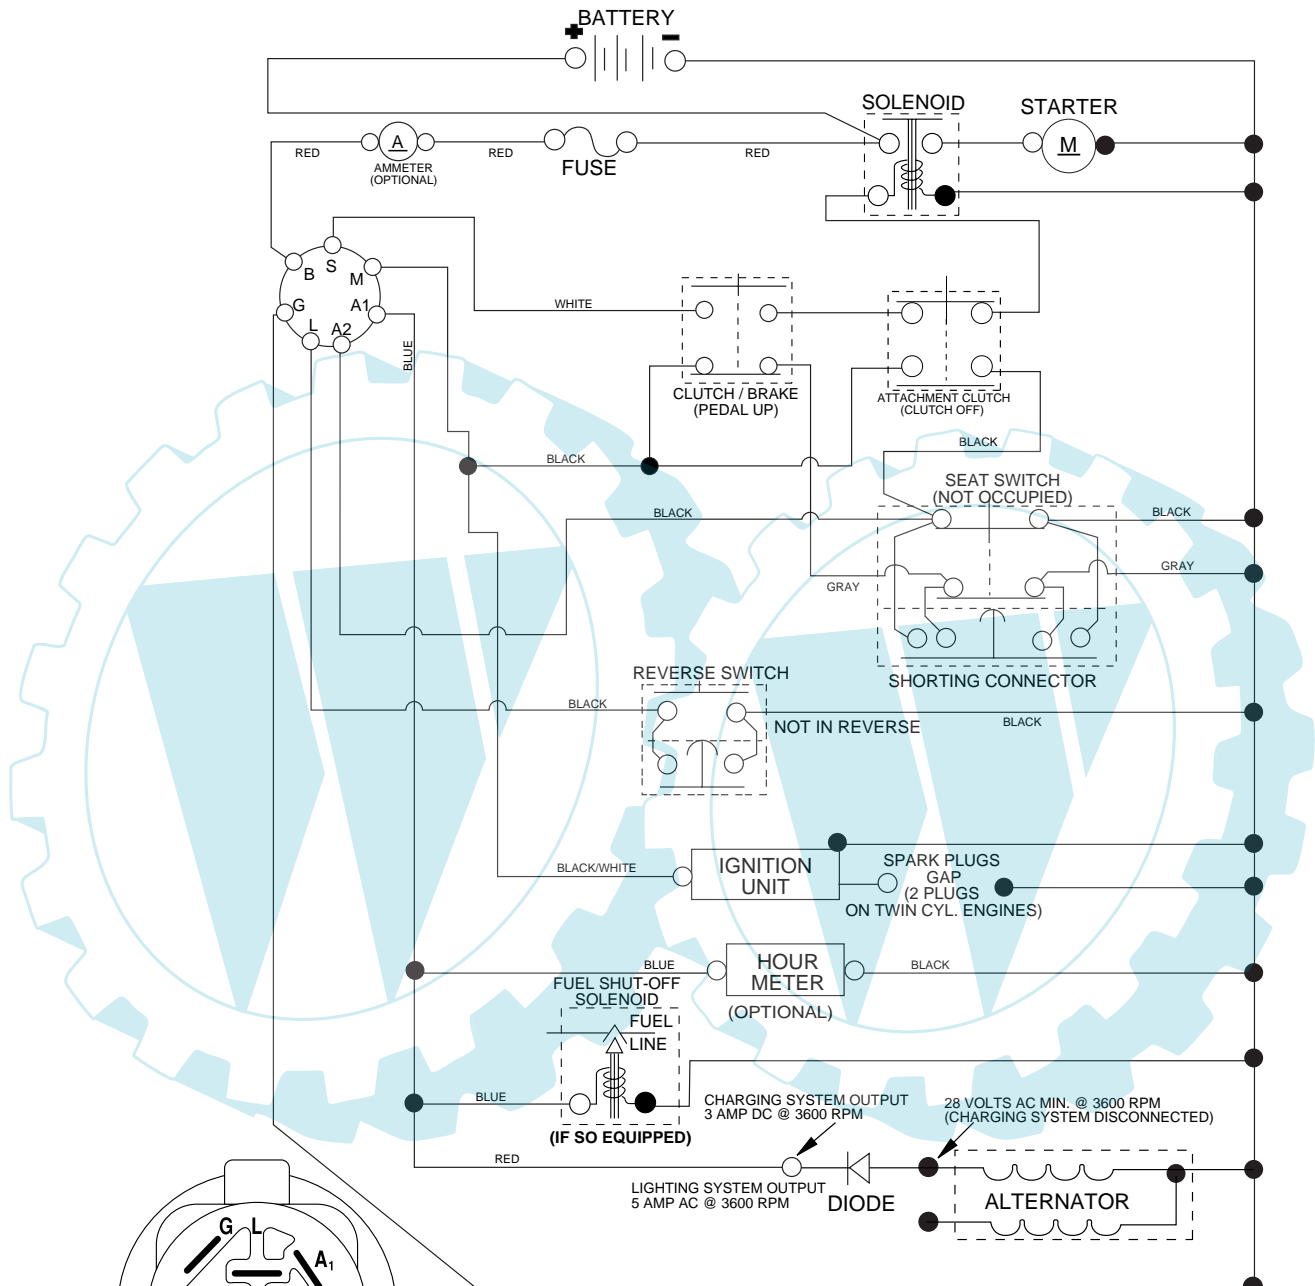 BATTERY
+
-
SOLENOID
STARTER
A
M
RED
RED
RED
AMMETER
(OPTIONAL)
FUSE
B
S
M
G
A1
L
A2
WHITE
BLUE
CLUTCH / BRAKE
(PEDAL UP)
ATTACHMENT CLUTCH
(CLUTCH OFF)
BLACK
BLACK
SEAT SWITCH
(NOT OCCUPIED)
BLACK
BLACK
GRAY
GRAY
SHORTING CONNECTOR
REVERSE SWITCH
BLACK
NOT IN REVERSE
BLACK
IGNITION
UNIT
BLACK/WHITE
SPARK PLUGS
GAP
(2 PLUGS
ON TWIN CYL. ENGINES)
BLUE
HOUR
METER
BLACK
(OPTIONAL)
FUEL SHUT-OFF
SOLENOID
FUEL
LINE
BLUE
(IF SO EQUIPPED)
CHARGING SYSTEM OUTPUT
3 AMP DC @ 3600 RPM
28 VOLTS AC MIN. @ 3600 RPM
(CHARGING SYSTEM DISCONNECTED)
RED
LIGHTING SYSTEM OUTPUT
5 AMP AC @ 3600 RPM
DIODE
ALTERNATOR
G
L
A1